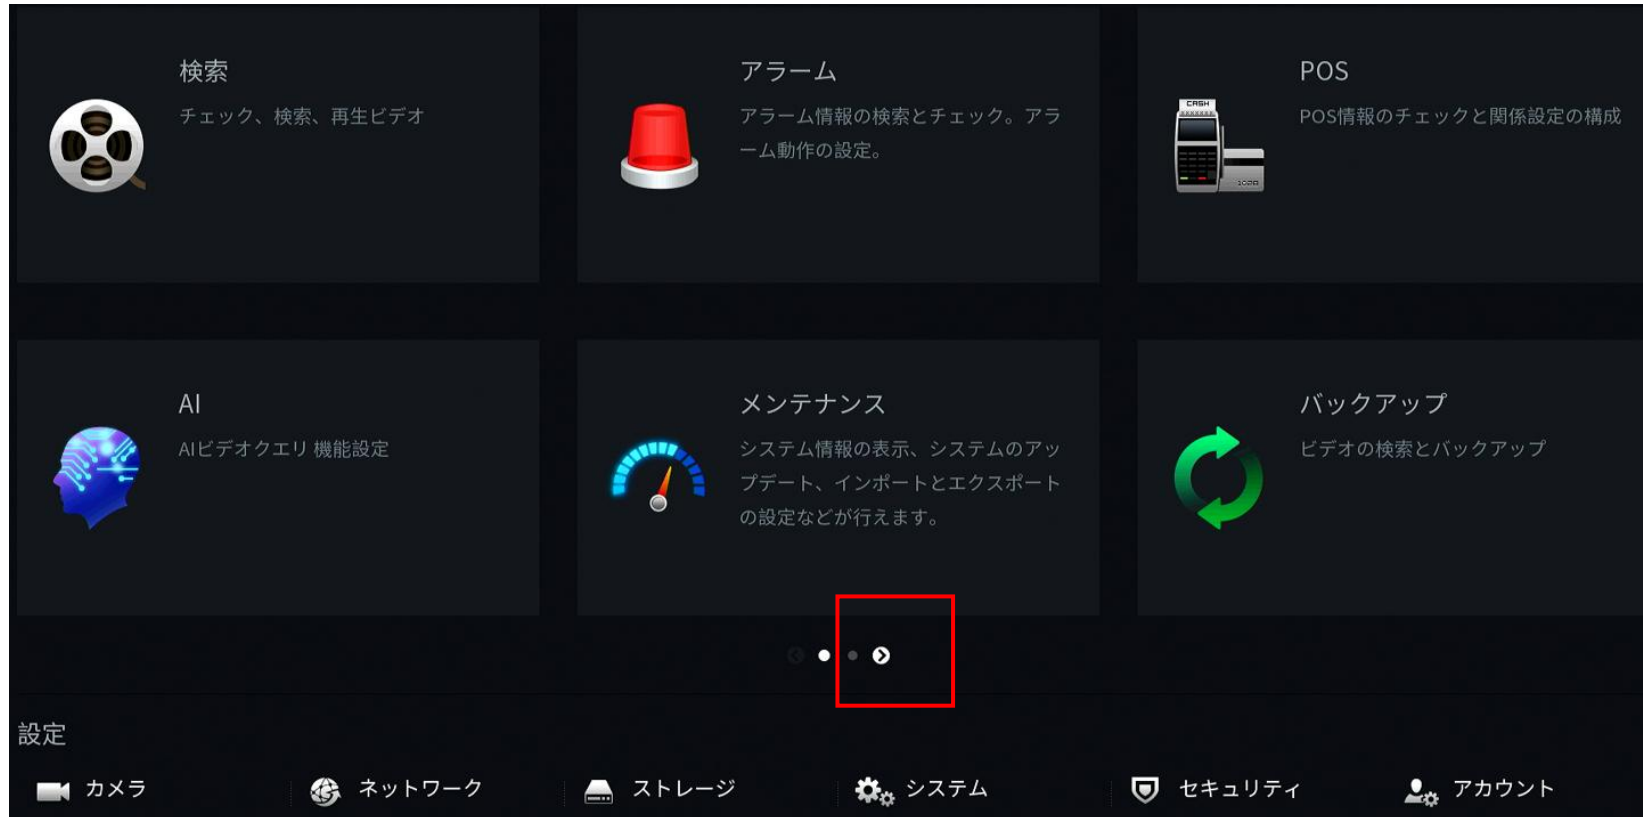 検索
チェック、検索、再生ビデオ
アラーム
アラーム情報の検索とチェック。アラ
ーム動作の設定。
POS
POS情報のチェックと関係設定の構成
CASH
AI
AIビデオクエリ 機能設定
メンテナンス
システム情報の表示、システムのアッ
プデート、インポートとエクスポート
の設定などが行えます。
バックアップ
ビデオの検索とバックアップ
設定
カメラ
ネットワーク
ストレージ
システム
セキュリティ
アカウント